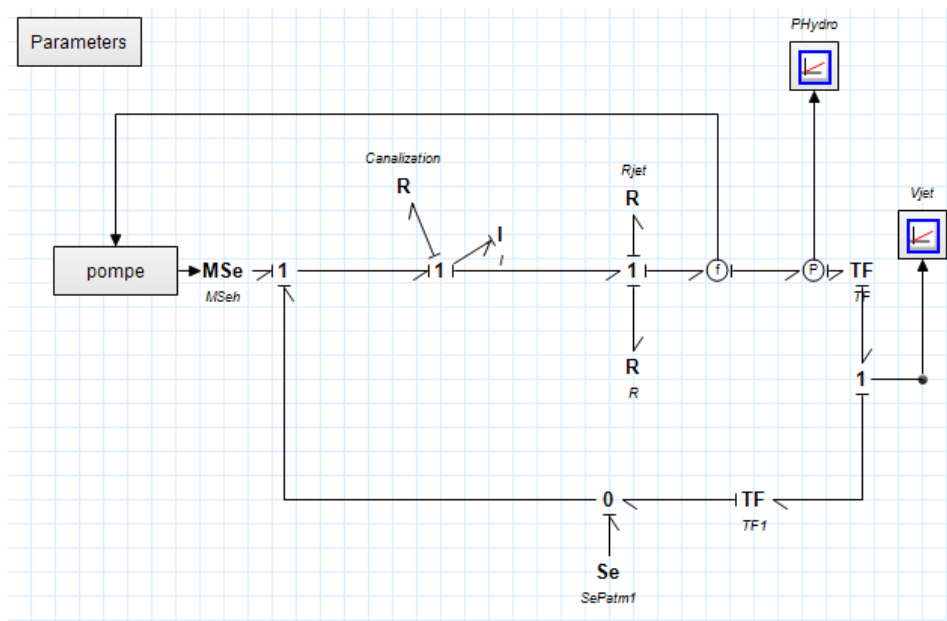 Parameters
PHydro
P
Canalization
R
Rjet
R
Vjet
I
I
pompe
MSe
1
1
1
f
P
TF
MSeh
TF
R
R
1
0
TF
TF1
Se
SePatm1